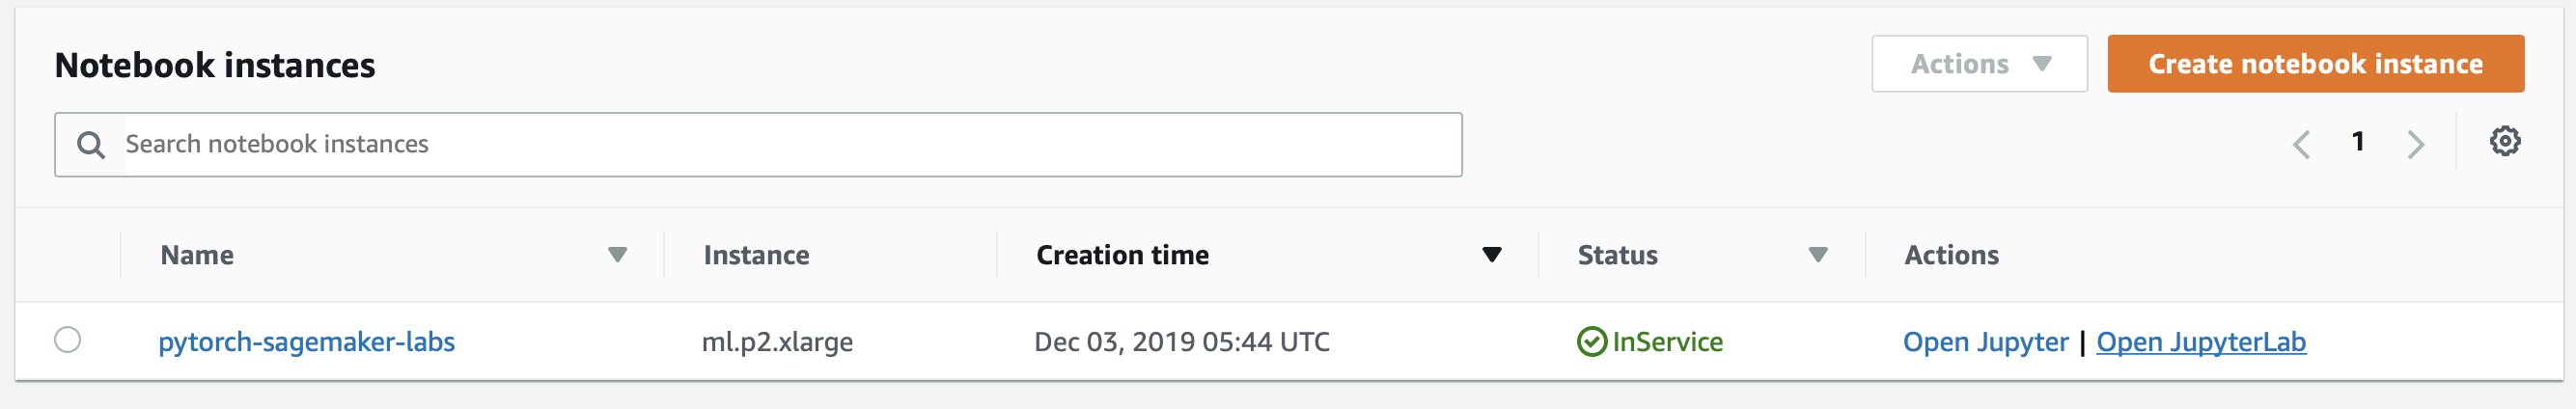 Notebook instances
Actions
Create notebook instance
Search notebook instances
1
Name Instance Creation time Status Actions
pytorch-sagemaker-labs ml.p2.xlarge Dec 03, 2019 05:44 UTC InService Open Jupyter | Open JupyterLab